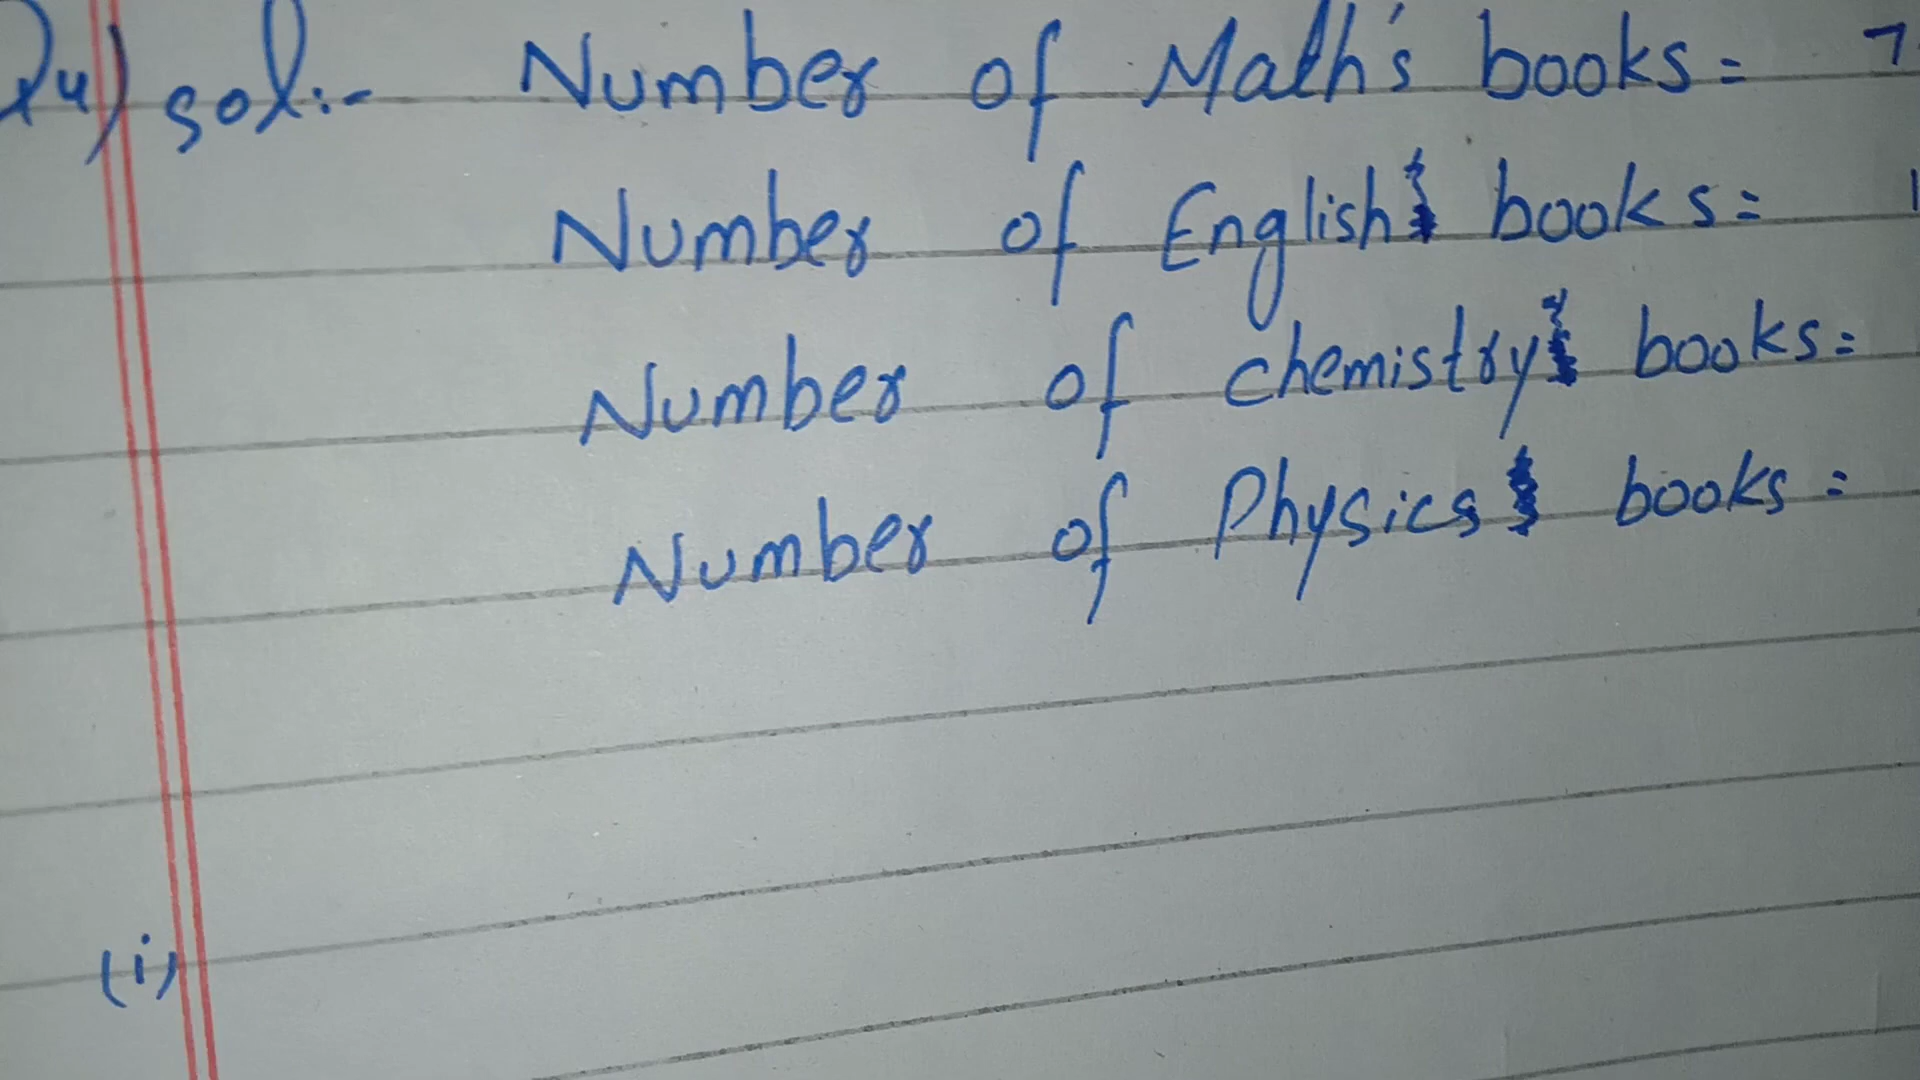 Q4) sol:- Number of Math's books = 7
Number of English books =
Number of chemistry books =
Number of Physics books =
(i)